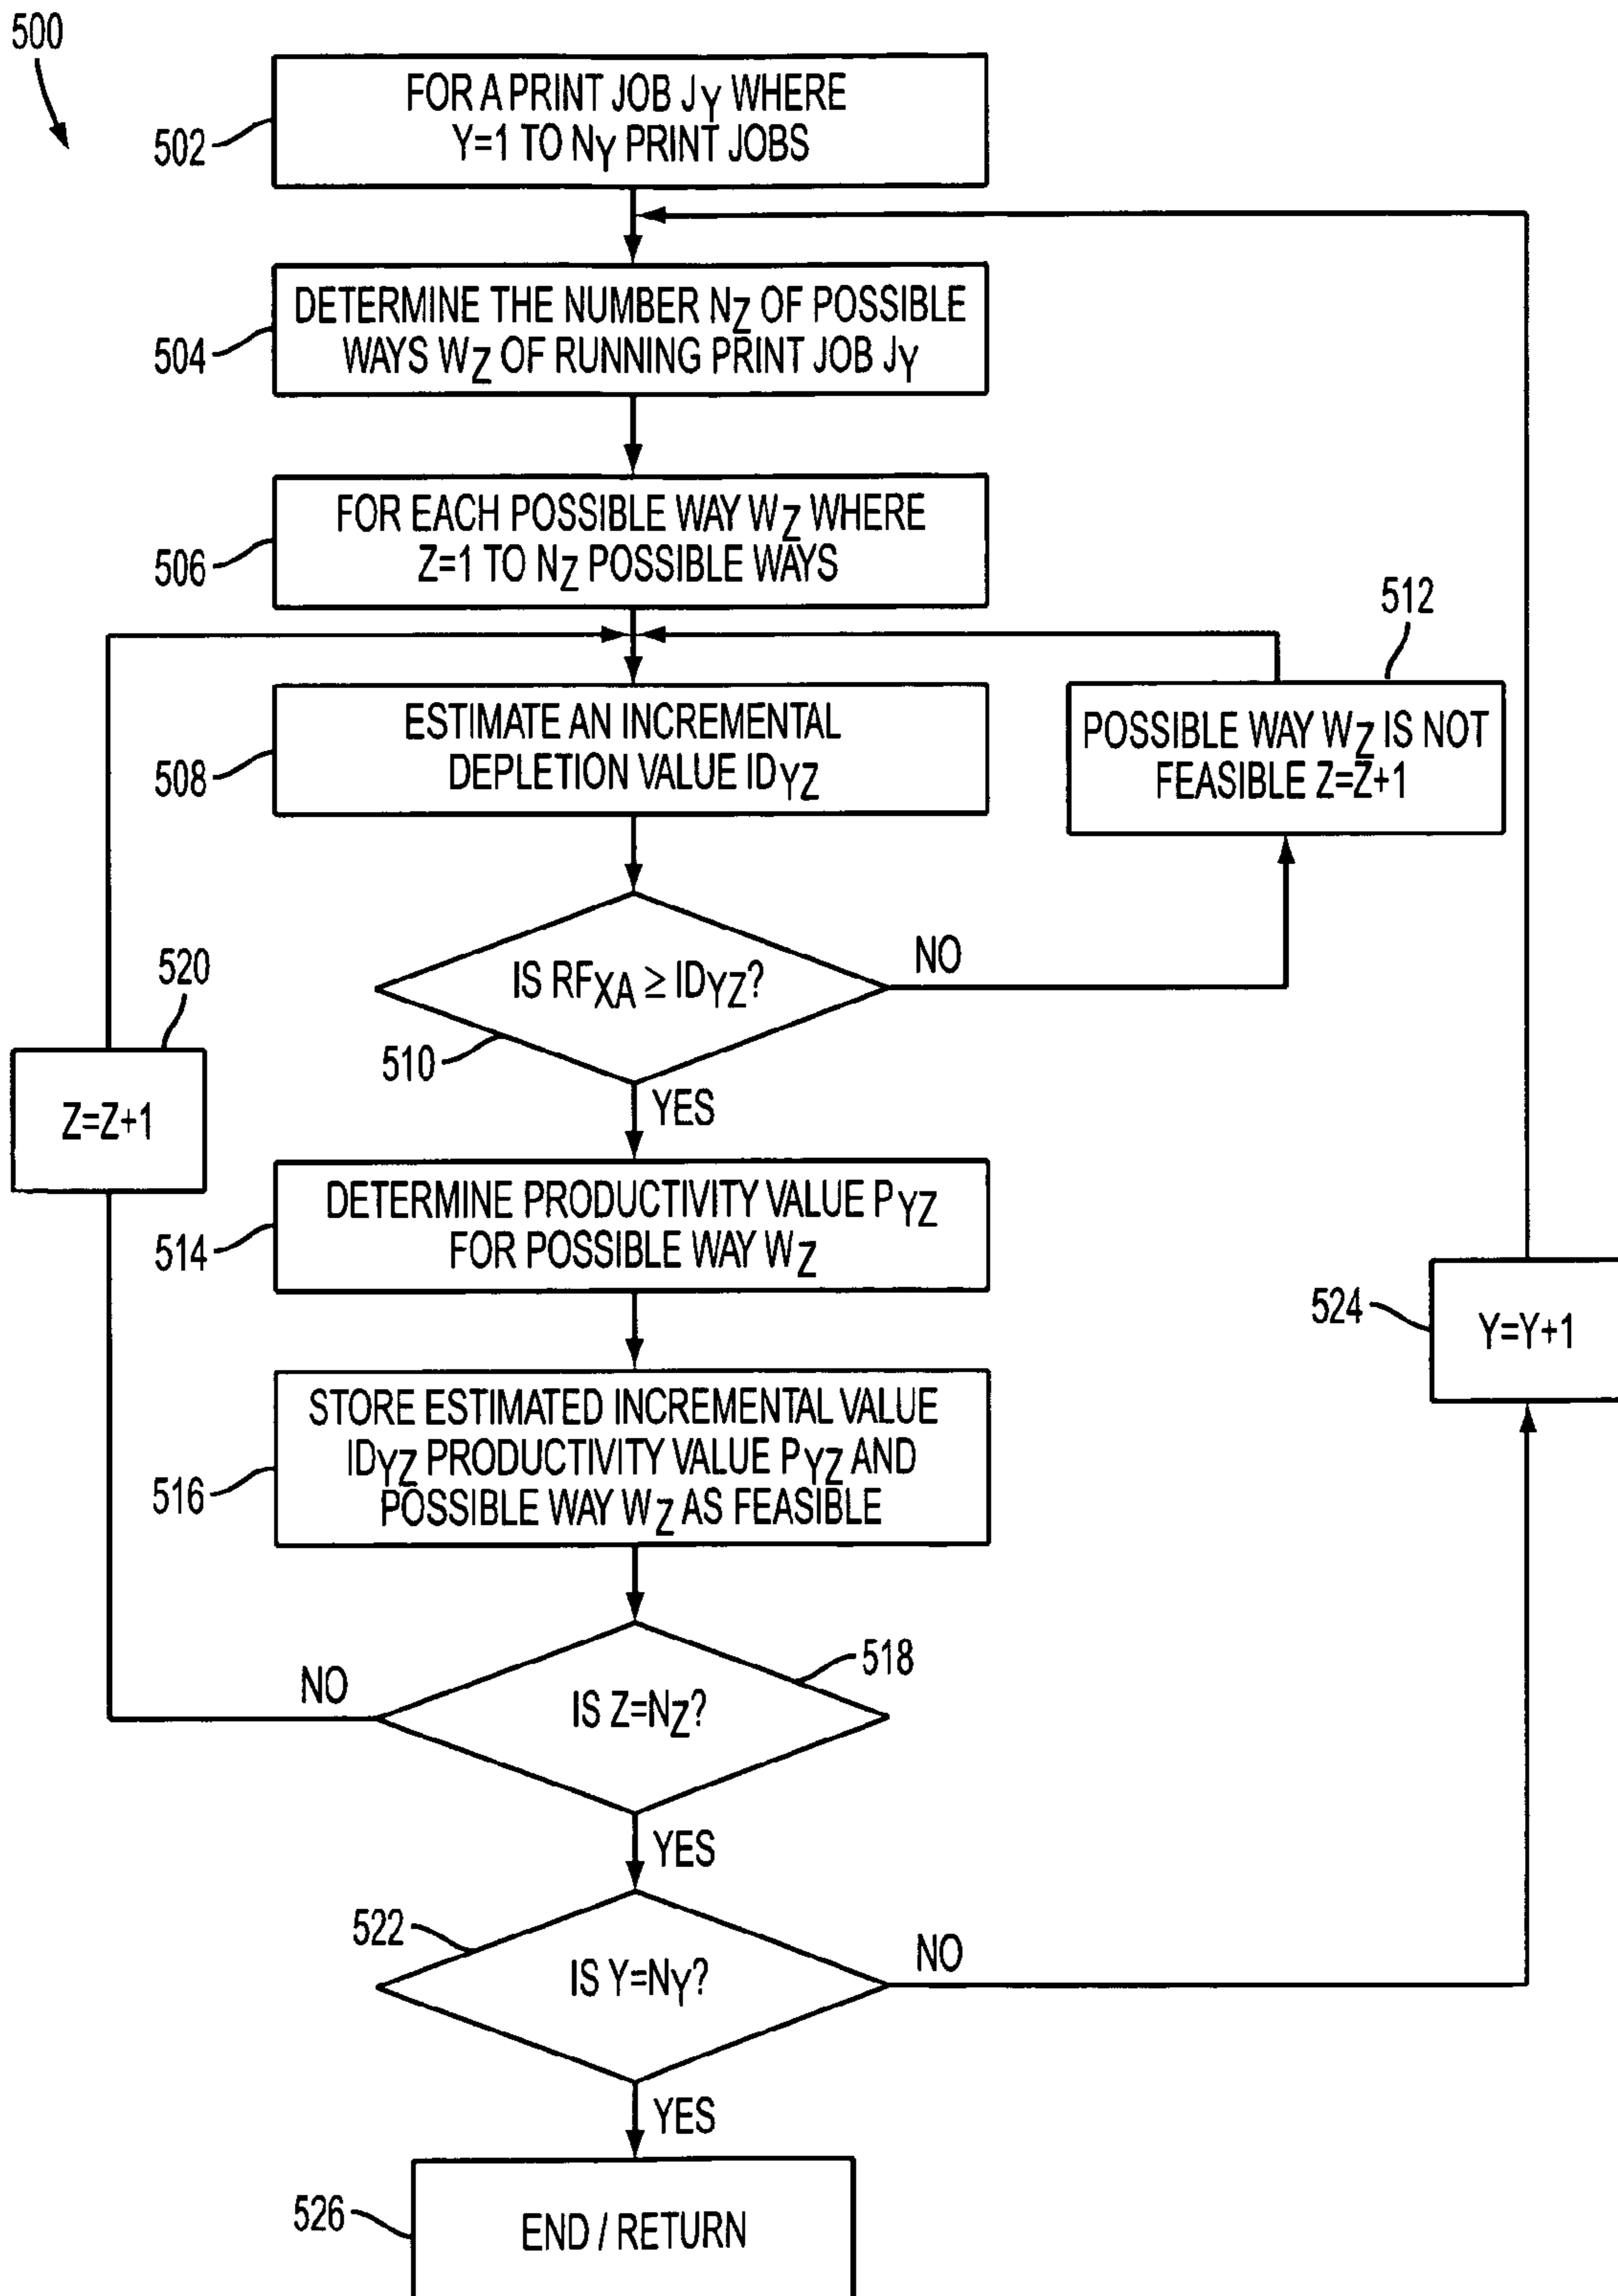 500
FOR A PRINT JOB JY WHERE
Y=1 TO NY PRINT JOBS
502
DETERMINE THE NUMBER NZ OF POSSIBLE
WAYS WZ OF RUNNING PRINT JOB JY
504
FOR EACH POSSIBLE WAY WZ WHERE
Z=1 TO NZ POSSIBLE WAYS
506
512
POSSIBLE WAY WZ IS NOT
FEASIBLE Z=Z+1
ESTIMATE AN INCREMENTAL
DEPLETION VALUE IDYZ
508
IS RFXA ≥ IDYZ?
NO
510
YES
520
Z=Z+1
DETERMINE PRODUCTIVITY VALUE PYZ
FOR POSSIBLE WAY WZ
514
524
Y=Y+1
STORE ESTIMATED INCREMENTAL VALUE
IDYZ PRODUCTIVITY VALUE PYZ AND
POSSIBLE WAY WZ AS FEASIBLE
516
518
NO
IS Z=NZ?
YES
522
IS Y=NY?
NO
YES
526
END / RETURN